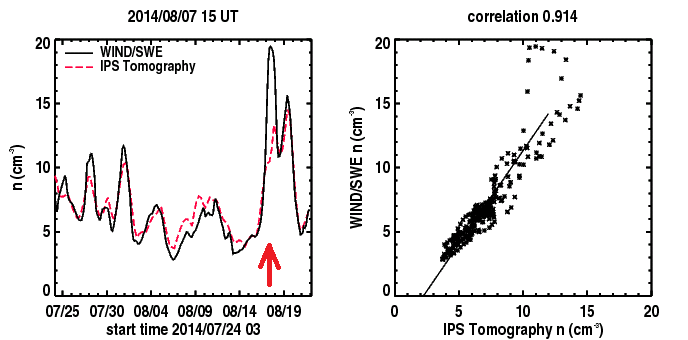 2014/08/07 15 UT
correlation 0.914
WIND/SWE
IPS Tomography
n (cm⁻³)
20
15
10
5
0
07/25 07/30 08/04 08/09 08/14 08/19
start time 2014/07/24 03
WIND/SWE n (cm⁻³)
20
15
10
5
0
0 5 10 15 20
IPS Tomography n (cm⁻³)